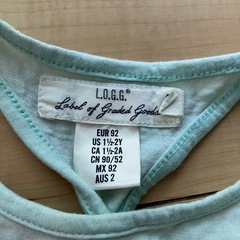 L.O.G.G.®
Label of Graded Goods
EUR 92
US 1½-2Y
CA 1½-2A
CN 90/52
MX 92
AUS 2